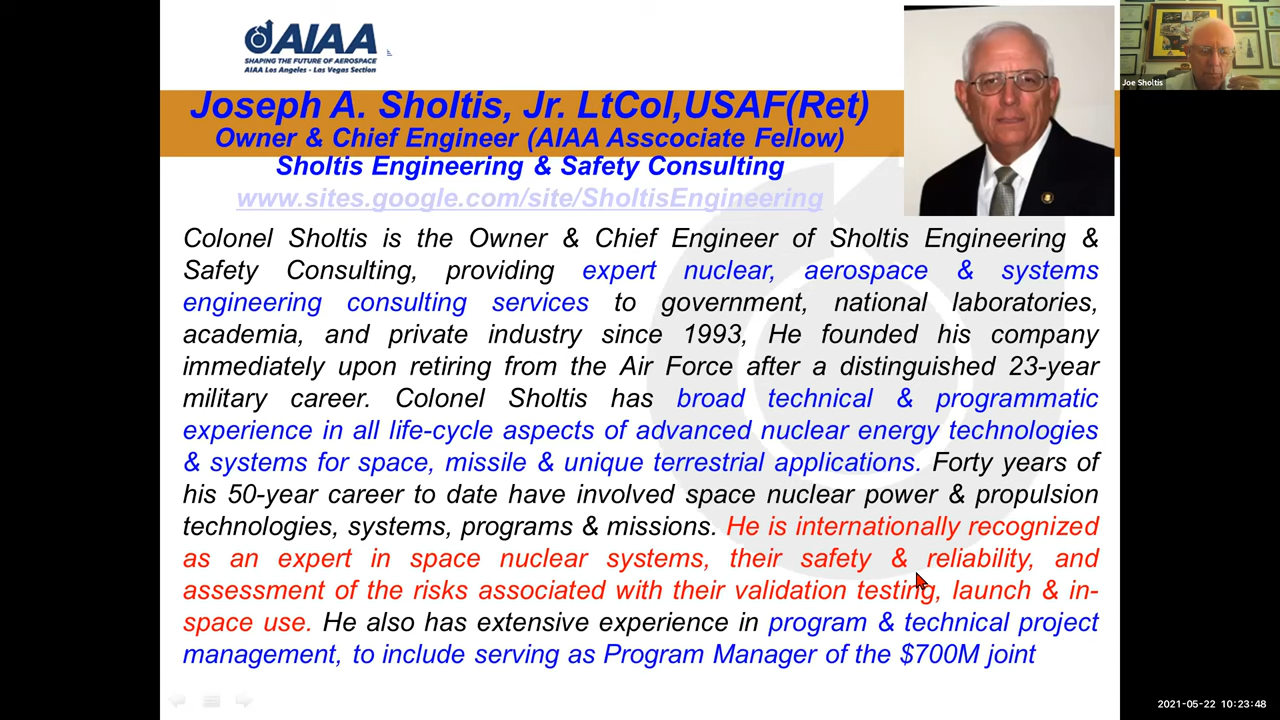 AIAA
SHAPING THE FUTURE OF AEROSPACE
AIAA Los Angeles - Las Vegas Section
Joe Sholtis
Joseph A. Sholtis, Jr. LtCol,USAF(Ret)
Owner & Chief Engineer (AIAA Asscociate Fellow)
Sholtis Engineering & Safety Consulting
www.sites.google.com/site/SholtisEngineering
Colonel Sholtis is the Owner & Chief Engineer of Sholtis Engineering &
Safety Consulting, providing expert nuclear, aerospace & systems
engineering consulting services to government, national laboratories,
academia, and private industry since 1993, He founded his company
immediately upon retiring from the Air Force after a distinguished 23-year
military career. Colonel Sholtis has broad technical & programmatic
experience in all life-cycle aspects of advanced nuclear energy technologies
& systems for space, missile & unique terrestrial applications. Forty years of
his 50-year career to date have involved space nuclear power & propulsion
technologies, systems, programs & missions. He is internationally recognized
as an expert in space nuclear systems, their safety & reliability, and
assessment of the risks associated with their validation testing, launch & in-
space use. He also has extensive experience in program & technical project
management, to include serving as Program Manager of the $700M joint
2021-05-22 10:23:48